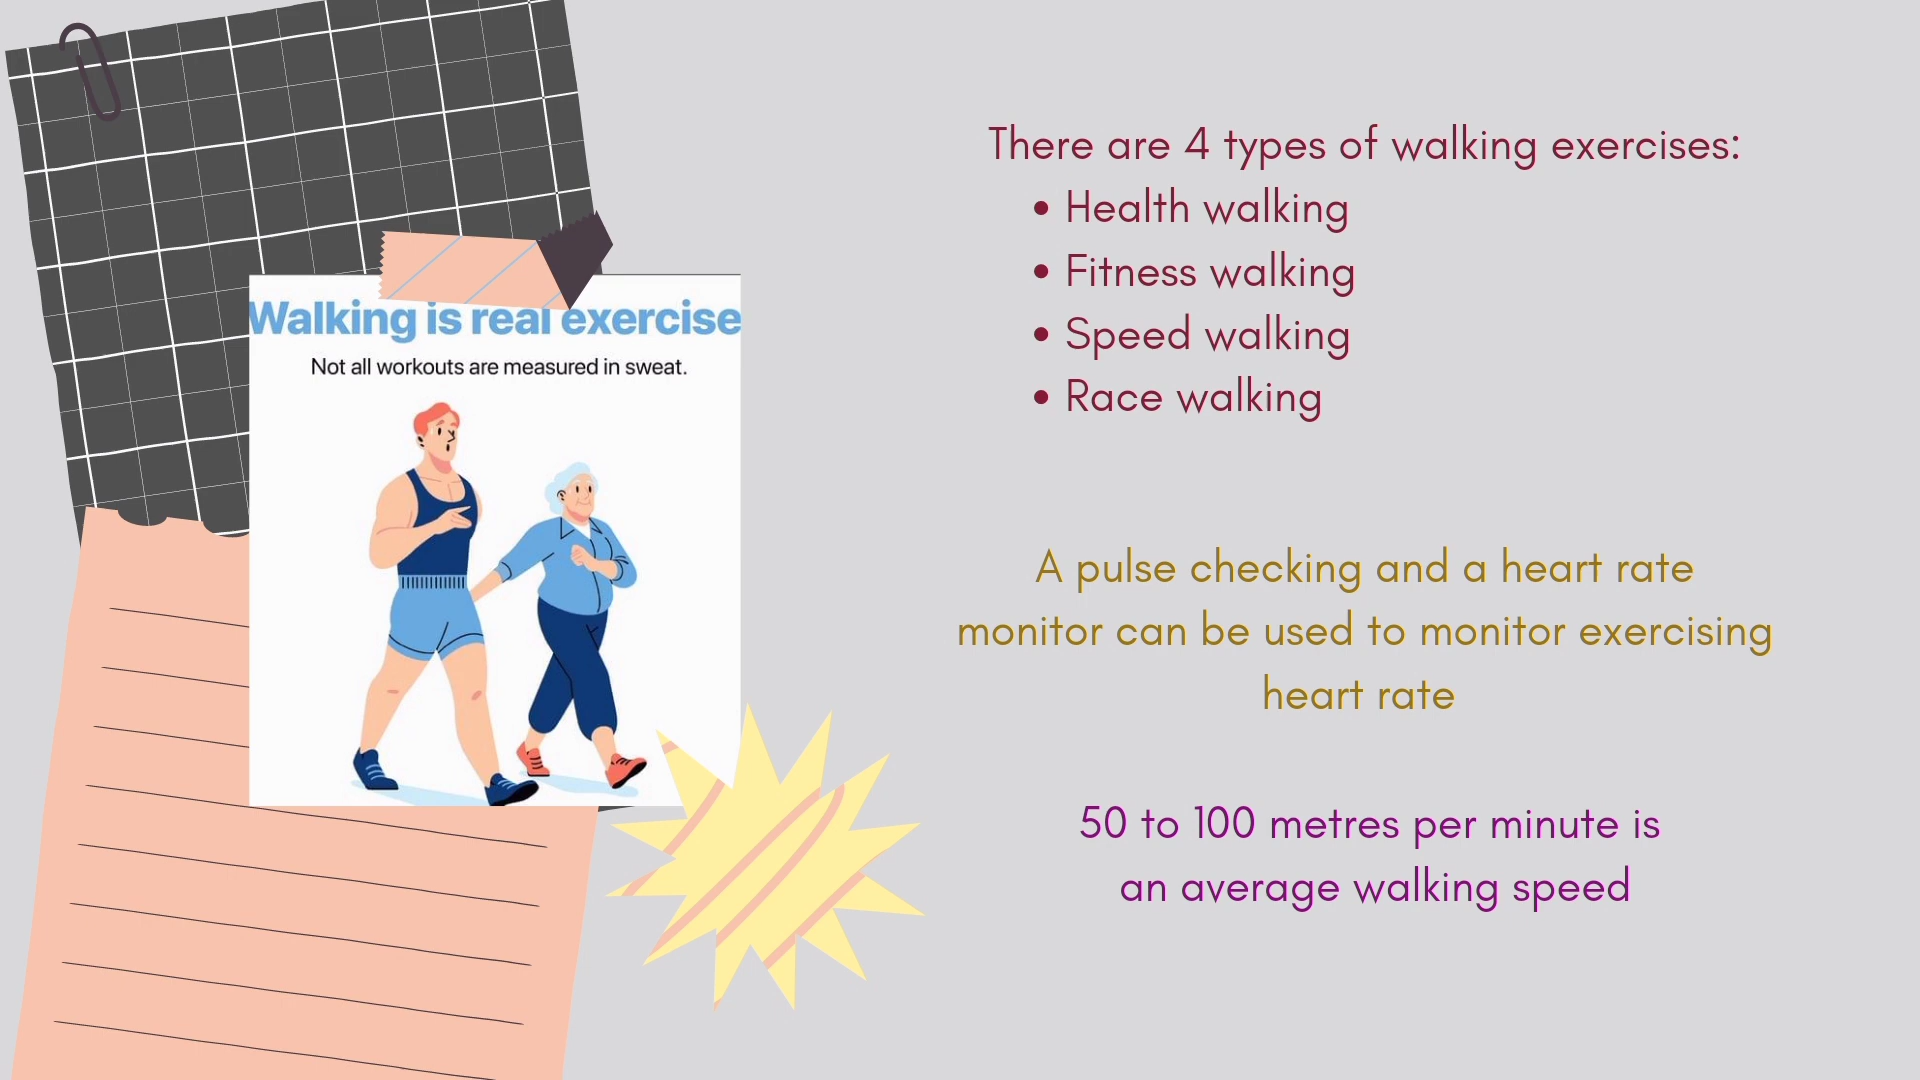 Walking is real exercise
Not all workouts are measured in sweat.
There are 4 types of walking exercises:
• Health walking
• Fitness walking
• Speed walking
• Race walking
A pulse checking and a heart rate
monitor can be used to monitor exercising
heart rate
50 to 100 metres per minute is
an average walking speed